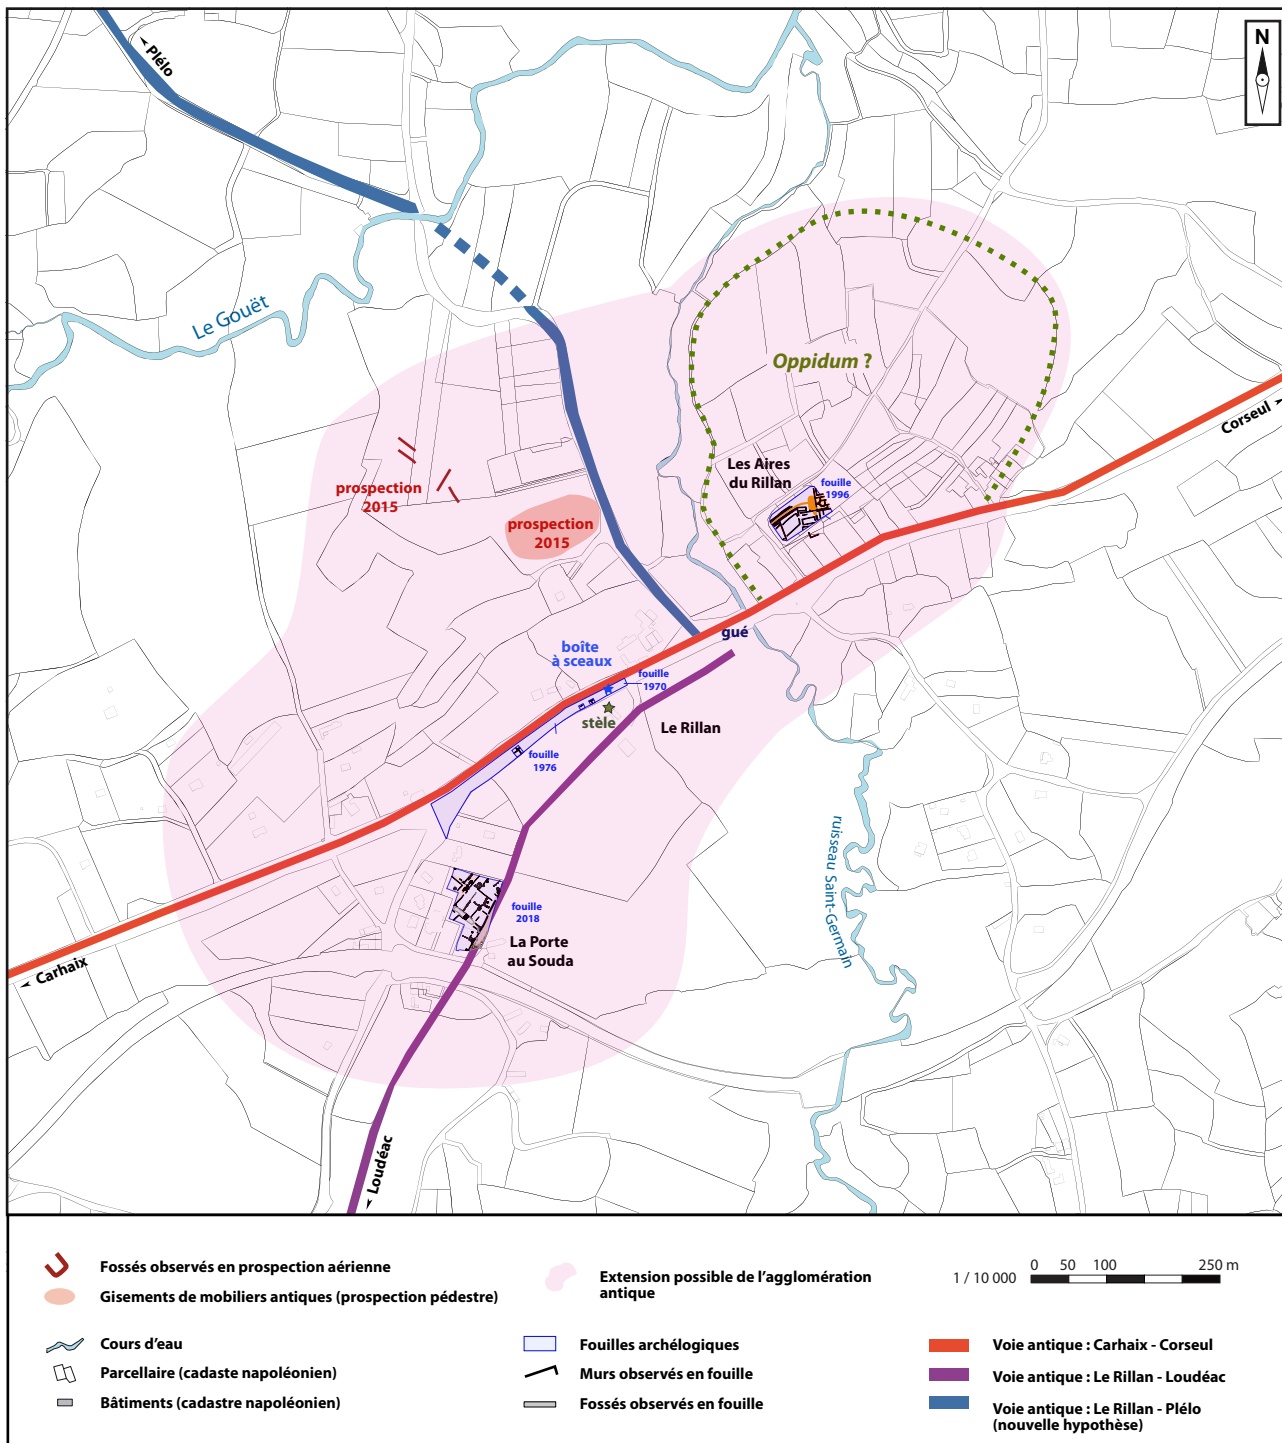 N
Plélo
Le Gouët
Oppidum ?
Corseul
Les Aires
du Rillan
fouille
1996
prospection
2015
prospection
2015
gué
boîte
à sceaux
fouille
1970
stèle
Le Rillan
fouille
1976
ruisseau Saint-Germain
fouille
2018
La Porte
au Souda
Carhaix
Loudéac
Fossés observés en prospection aérienne
Gisements de mobiliers antiques (prospection pédestre)
Extension possible de l'agglomération
antique
1 / 10 000
0 50 100 250 m
Cours d'eau
Parcellaire (cadaste napoléonien)
Bâtiments (cadastre napoléonien)
Fouilles archélogiques
Murs observés en fouille
Fossés observés en fouille
Voie antique : Carhaix - Corseul
Voie antique : Le Rillan - Loudéac
Voie antique : Le Rillan - Plélo
(nouvelle hypothèse)